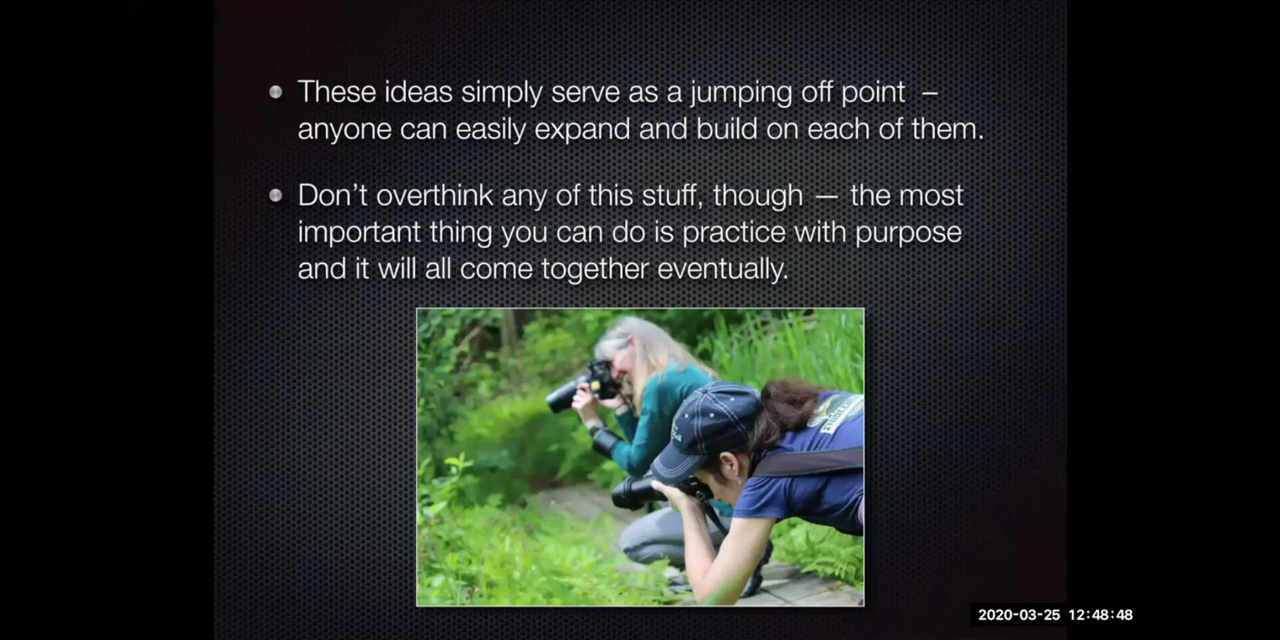 These ideas simply serve as a jumping off point –
anyone can easily expand and build on each of them.
Don’t overthink any of this stuff, though — the most
important thing you can do is practice with purpose
and it will all come together eventually.
2020-03-25 12:48:48